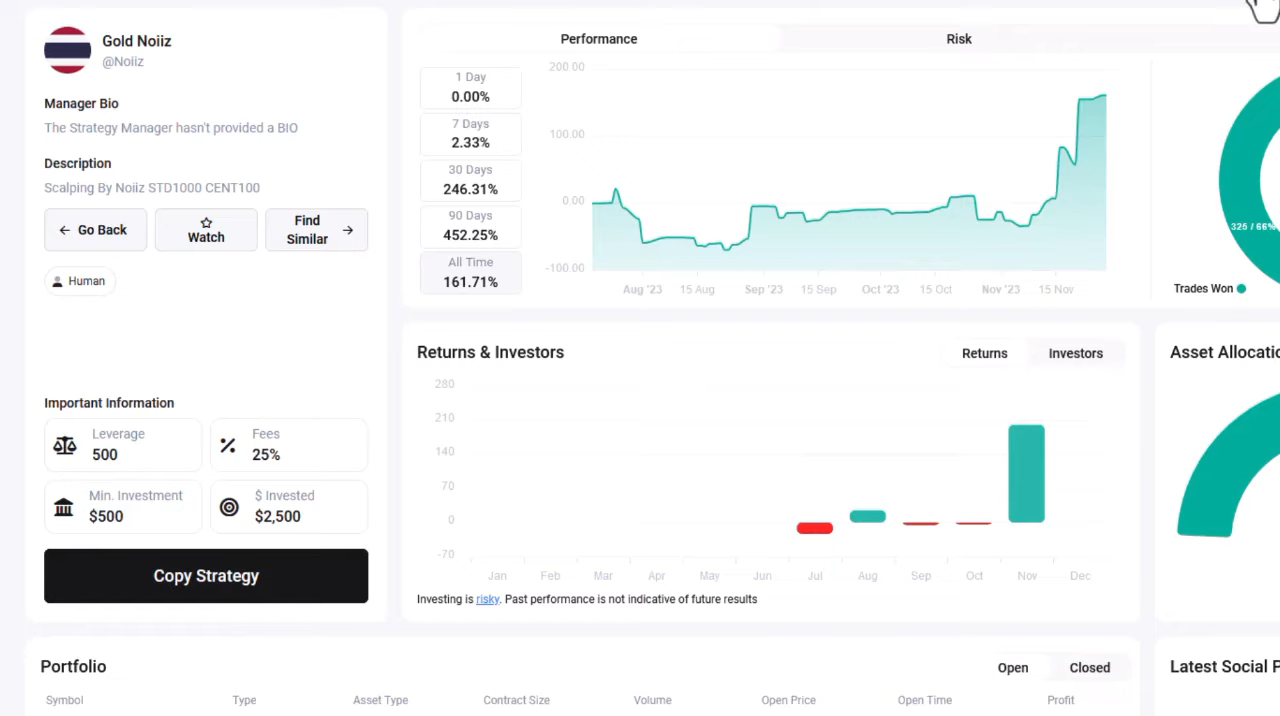 Gold Noiiz
@Noiiz
Manager Bio
The Strategy Manager hasn't provided a BIO
Description
Scalping By Noiiz STD1000 CENT100
Go Back
Watch
Find
Similar
Human
Important Information
Leverage
500
Fees
25%
Min. Investment
$500
$ Invested
$2,500
Copy Strategy
Performance
Risk
1 Day
0.00%
7 Days
2.33%
30 Days
246.31%
90 Days
452.25%
All Time
161.71%
200.00
100.00
0.00
-100.00
Aug '23 15 Aug Sep '23 15 Sep Oct '23 15 Oct Nov '23 15 Nov
325 / 66%
Trades Won
Returns & Investors
Returns
Investors
280
210
140
70
0
-70
Jan Feb Mar Apr May Jun Jul Aug Sep Oct Nov Dec
Investing is risky. Past performance is not indicative of future results
Asset Allocatio
Portfolio
Open
Closed
Symbol Type Asset Type Contract Size Volume Open Price Open Time Profit
Latest Social P